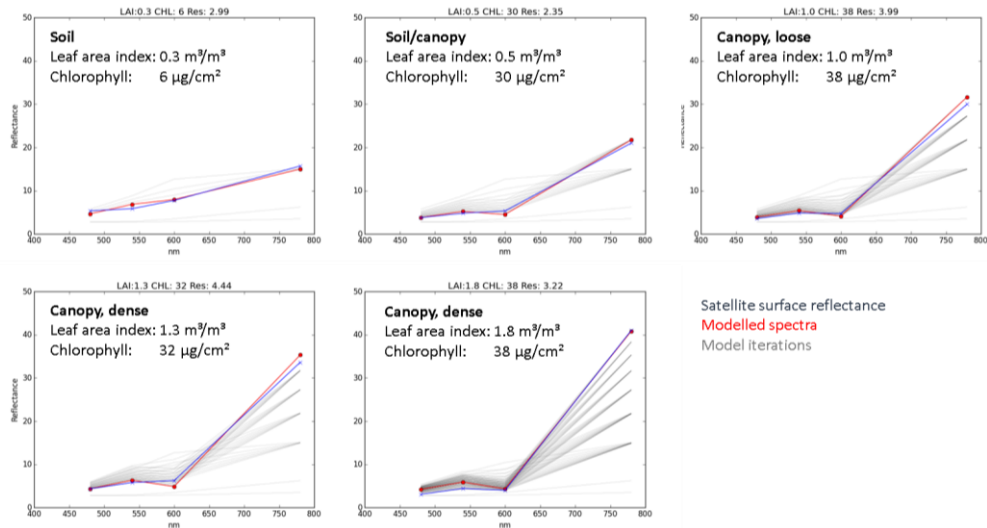 LAI:0.3 CHL: 6 Res: 2.99
Soil
Leaf area index: 0.3 m³/m³
Chlorophyll: 6 µg/cm²
Reflectance
50
40
30
20
10
0
400 450 500 550 600 650 700 750 800
nm
LAI:0.5 CHL: 30 Res: 2.35
Soil/canopy
Leaf area index: 0.5 m³/m³
Chlorophyll: 30 µg/cm²
50
40
30
20
10
0
400 450 500 550 600 650 700 750 800
nm
LAI:1.0 CHL: 38 Res: 3.99
Canopy, loose
Leaf area index: 1.0 m³/m³
Chlorophyll: 38 µg/cm²
50
40
30
20
10
0
400 450 500 550 600 650 700 750 800
nm
LAI:1.3 CHL: 32 Res: 4.44
Canopy, dense
Leaf area index: 1.3 m³/m³
Chlorophyll: 32 µg/cm²
Reflectance
50
40
30
20
10
0
400 450 500 550 600 650 700 750 800
nm
LAI:1.8 CHL: 38 Res: 3.22
Canopy, dense
Leaf area index: 1.8 m³/m³
Chlorophyll: 38 µg/cm²
50
40
30
20
10
0
400 450 500 550 600 650 700 750 800
nm
Satellite surface reflectance
Modelled spectra
Model iterations